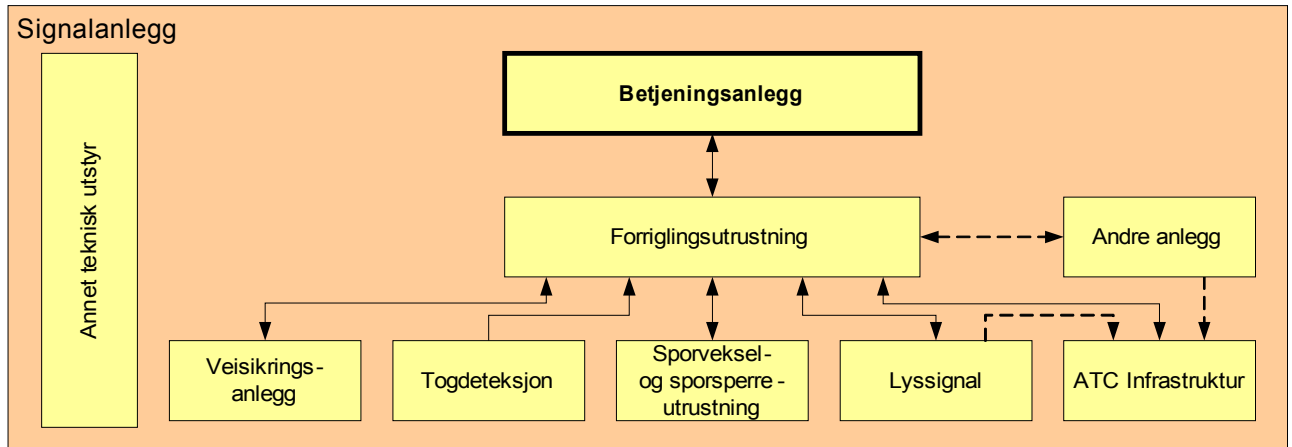 Signalanlegg
Annet teknisk utstyr
Betjeningsanlegg
Forriglingsutrustning
Andre anlegg
Veisikrings-
anlegg
Togdeteksjon
Sporveksel-
og sporsperre -
utrustning
Lyssignal
ATC Infrastruktur